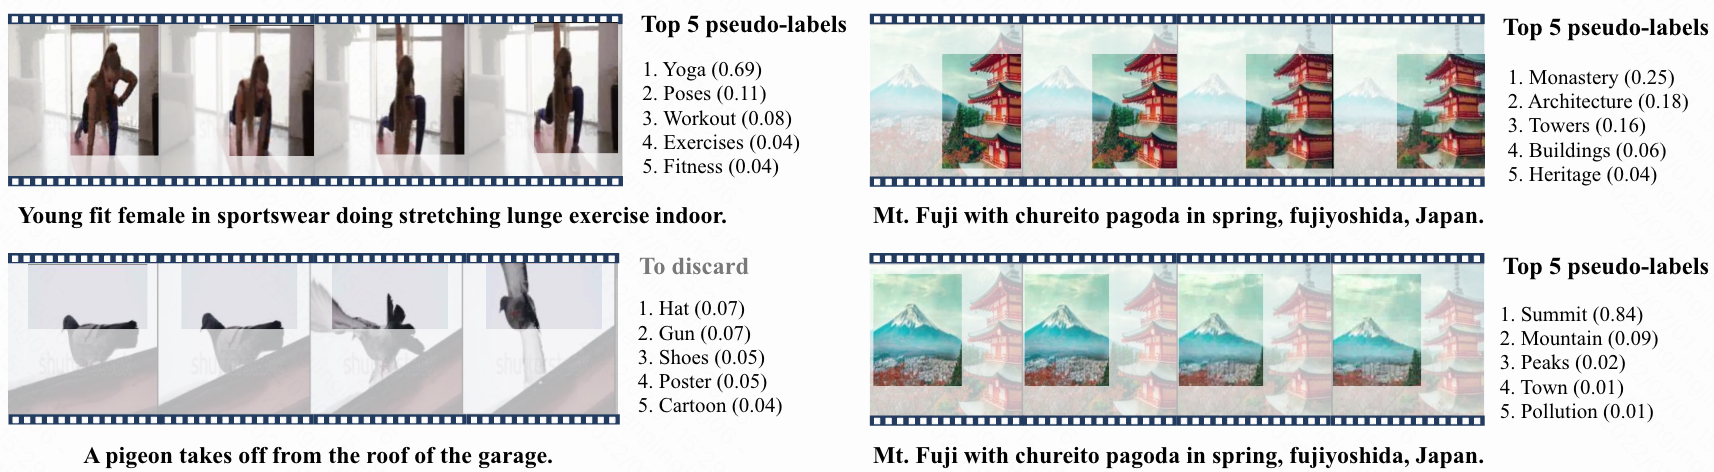 Top 5 pseudo-labels
1. Yoga (0.69)
2. Poses (0.11)
3. Workout (0.08)
4. Exercises (0.04)
5. Fitness (0.04)
Young fit female in sportswear doing stretching lunge exercise indoor.
Top 5 pseudo-labels
1. Monastery (0.25)
2. Architecture (0.18)
3. Towers (0.16)
4. Buildings (0.06)
5. Heritage (0.04)
Mt. Fuji with chureito pagoda in spring, fujiyoshida, Japan.
To discard
1. Hat (0.07)
2. Gun (0.07)
3. Shoes (0.05)
4. Poster (0.05)
5. Cartoon (0.04)
A pigeon takes off from the roof of the garage.
Top 5 pseudo-labels
1. Summit (0.84)
2. Mountain (0.09)
3. Peaks (0.02)
4. Town (0.01)
5. Pollution (0.01)
Mt. Fuji with chureito pagoda in spring, fujiyoshida, Japan.